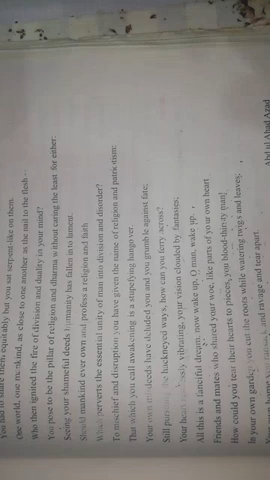 You had to share them equitably but you sat serpent-like on them.
One world, one mankind, as close to one another as the nail to the flesh –
Who then ignited the fire of division and duality in your mind?
You pose to be the pillar of religion and dharma without caring the least for either:
Seeing your shameful deeds humanity has fallen into lament.
Should mankind ever own and profess a religion and faith
Which perverts the essential unity of man into division and disorder?
To mischief and disruption you have given the name of religion and patriotism:
That which you call awakening is a stupefying hangover.
Your own misdeeds have deluded you and you grumble against fate;
Still hackneyed ways, how can you ferry across?
Your heart vibrating, your vision clouded by fantasies;
All this is a fanciful dream, now wake up, O man, wake up.
Friends and mates who shared your woe, like parts of your own heart
How could you tear their hearts to pieces, you blood-thirsty man!
In your own garden you cut the roots while watering twigs and leaves,
and ravage and tear apart.
Abdul Ahad Azad